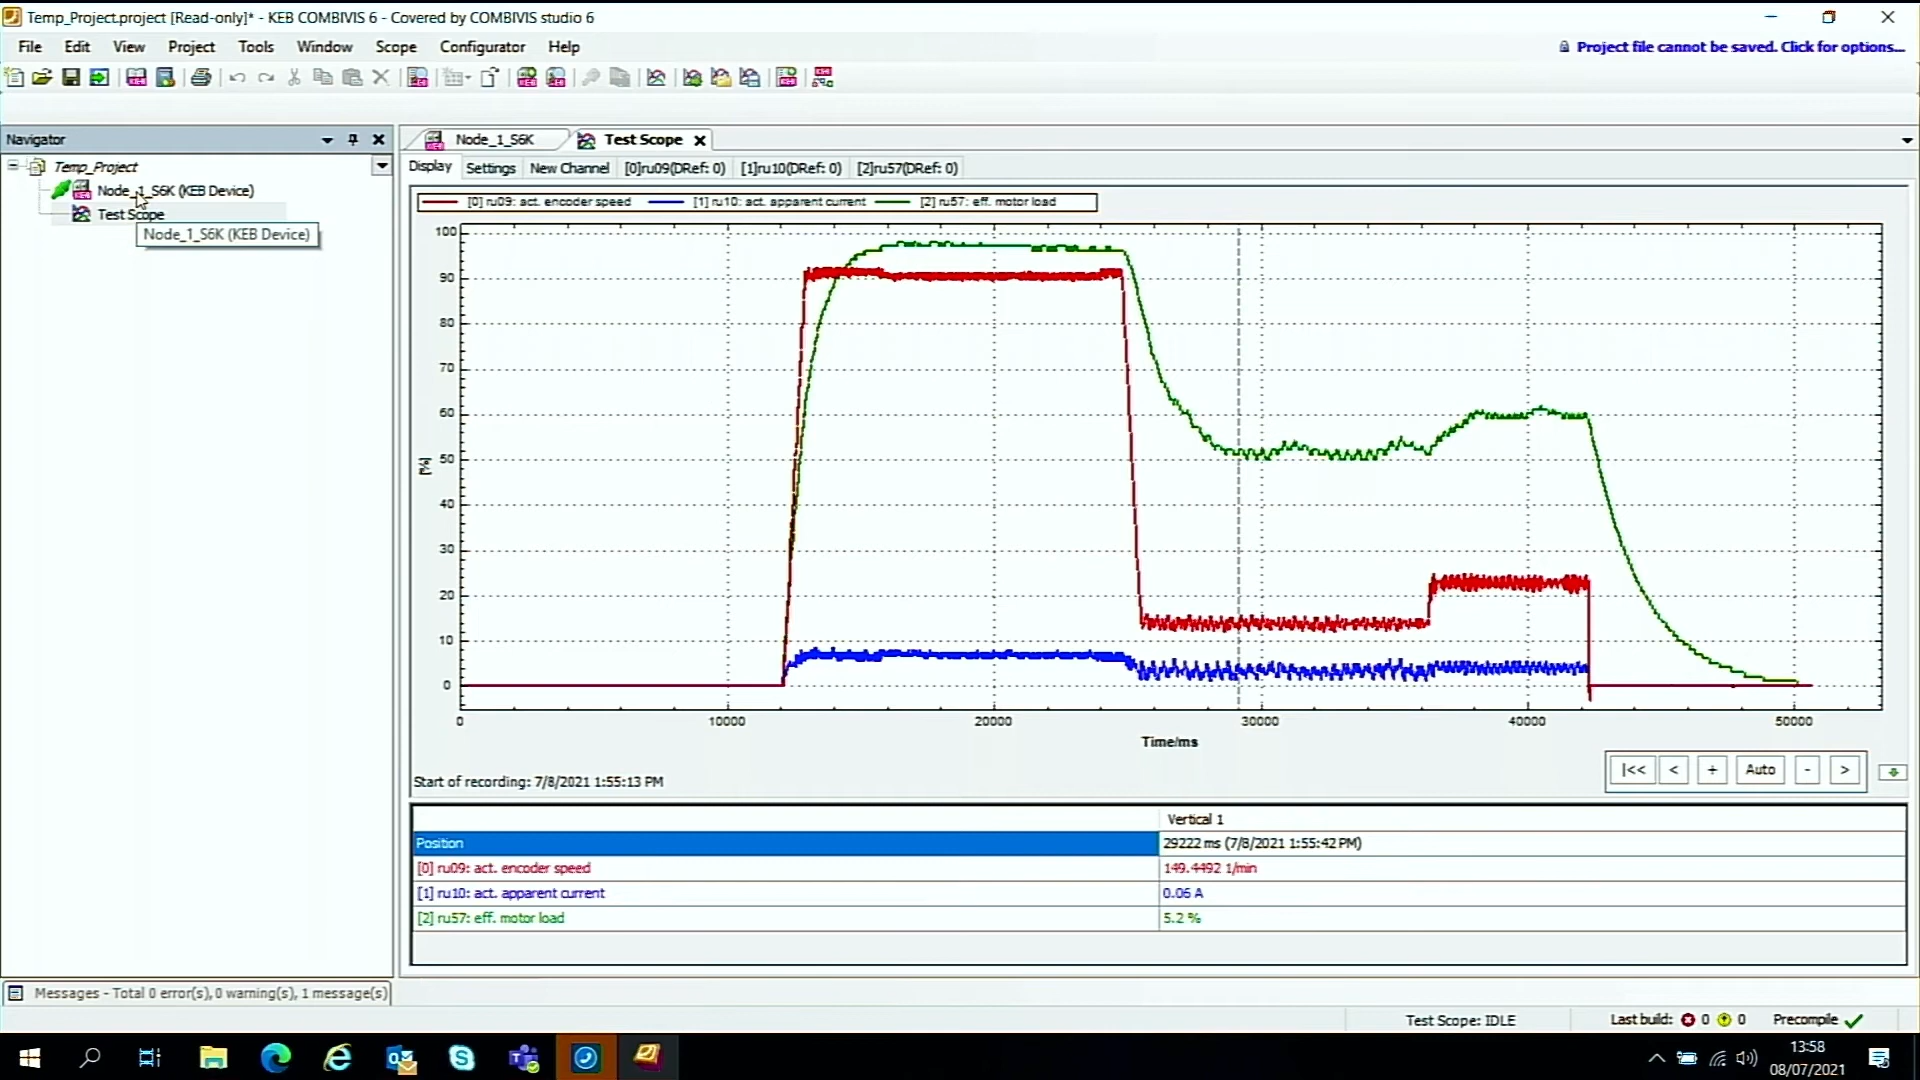 Temp_Project.project [Read-only]* - KEB COMBIVIS 6 - Covered by COMBIVIS studio 6
File Edit View Project Tools Window Scope Configurator Help
Project file cannot be saved. Click for options...
Navigator
Temp_Project
Node_1_S6K (KEB Device)
Test Scope
Node_1_S6K (KEB Device)
Node_1_S6K Test Scope
Display Settings New Channel [0]ru09(DRef: 0) [1]ru10(DRef: 0) [2]ru57(DRef: 0)
[0] ru09: act. encoder speed [1] ru10: act. apparent current [2] ru57: eff. motor load
100
90
80
70
60
50
40
30
20
10
0
[%]
0 10000 20000 30000 40000 50000
Time/ms
|<< < + Auto - >
Start of recording: 7/8/2021 1:55:13 PM
Vertical 1
Position 29222 ms (7/8/2021 1:55:42 PM)
[0] ru09: act. encoder speed 149.4492 1/min
[1] ru10: act. apparent current 0.06 A
[2] ru57: eff. motor load 5.2 %
Messages - Total 0 error(s), 0 warning(s), 1 message(s)
Test Scope: IDLE Last build: 0 0 Precompile
13:58
08/07/2021